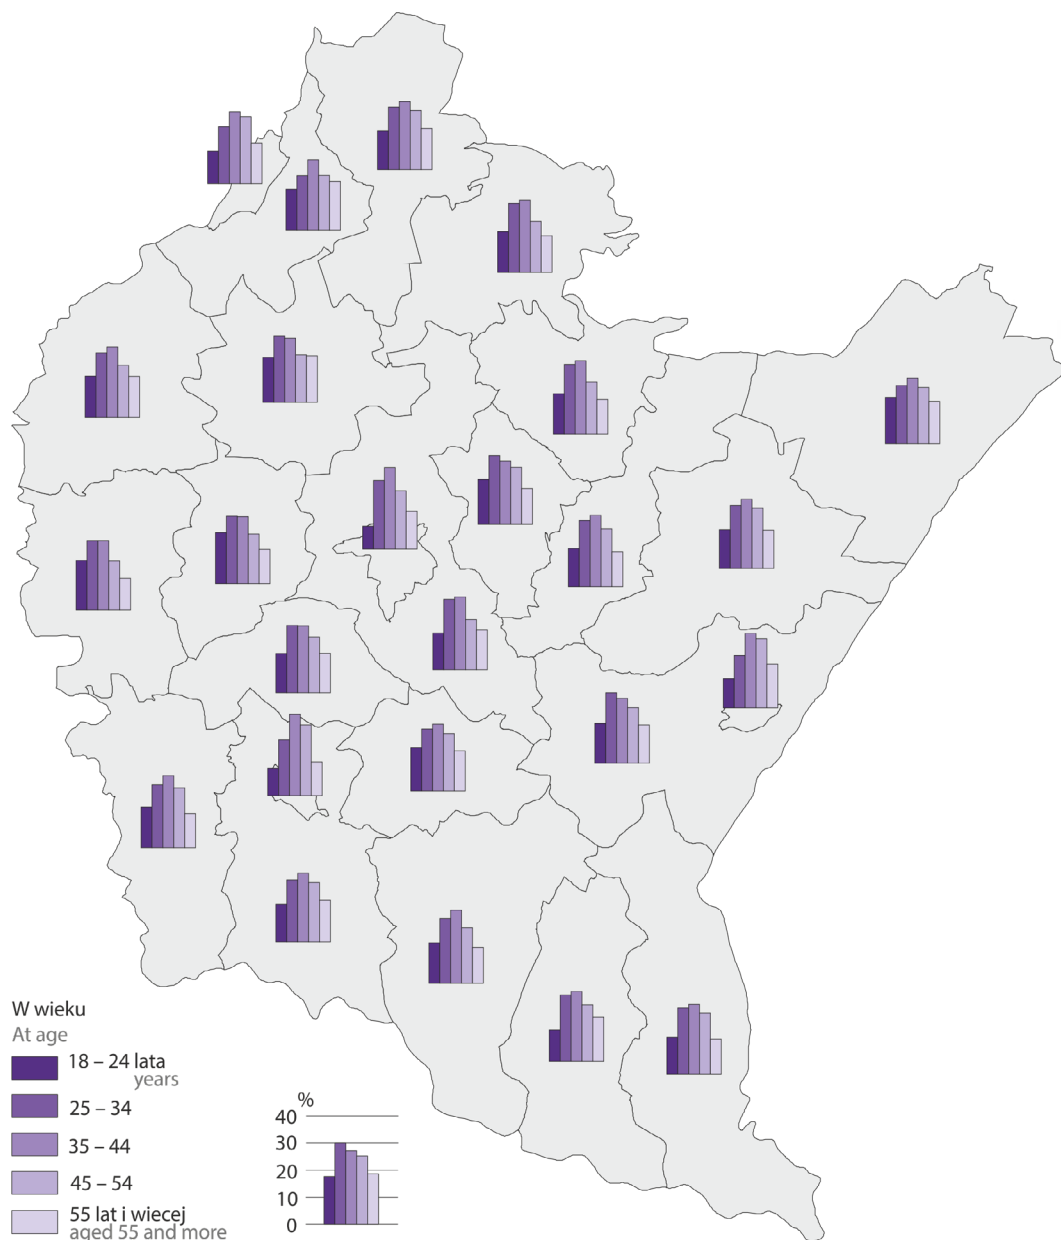 W wieku
At age
18 – 24 lata
years
25 – 34
35 – 44
45 – 54
55 lat i wiecej
aged 55 and more
%
40
30
20
10
0